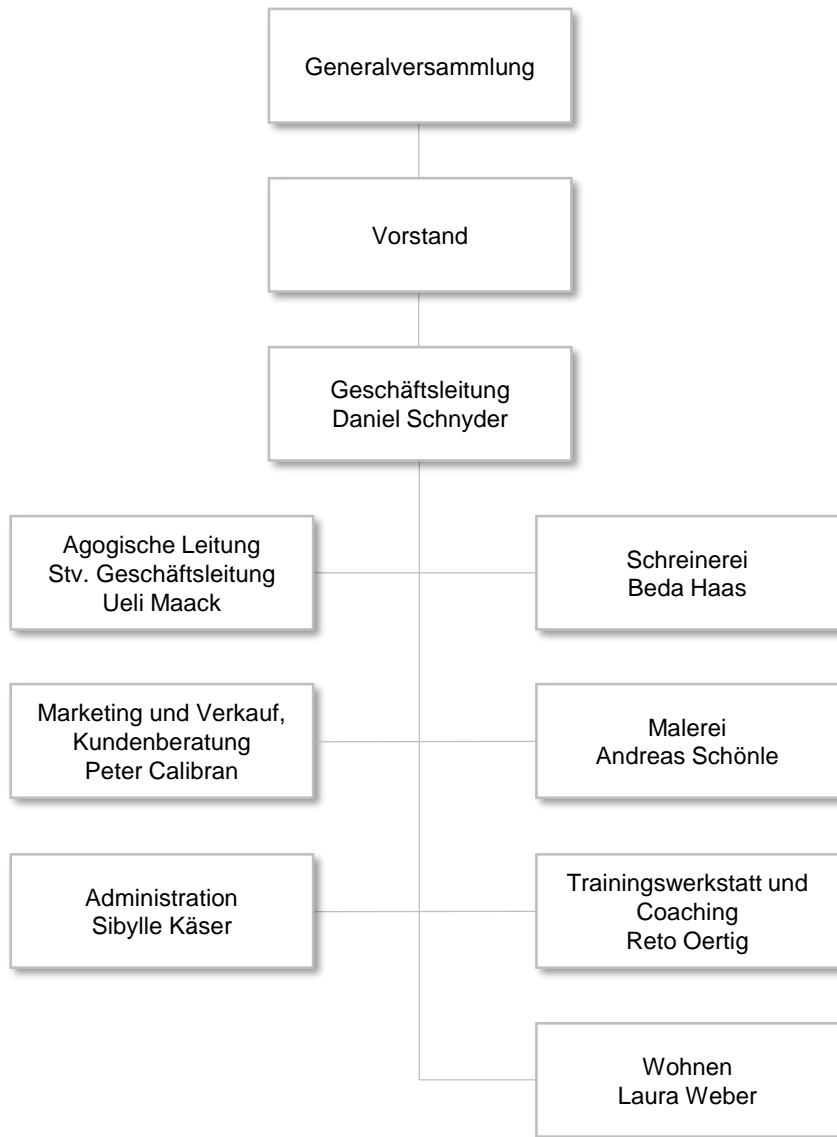 Generalversammlung
Vorstand
Geschäftsleitung
Daniel Schnyder
Agogische Leitung
Stv. Geschäftsleitung
Ueli Maack
Schreinerei
Beda Haas
Marketing und Verkauf,
Kundenberatung
Peter Calibran
Malerei
Andreas Schönle
Administration
Sibylle Käser
Trainingswerkstatt und
Coaching
Reto Oertig
Wohnen
Laura Weber